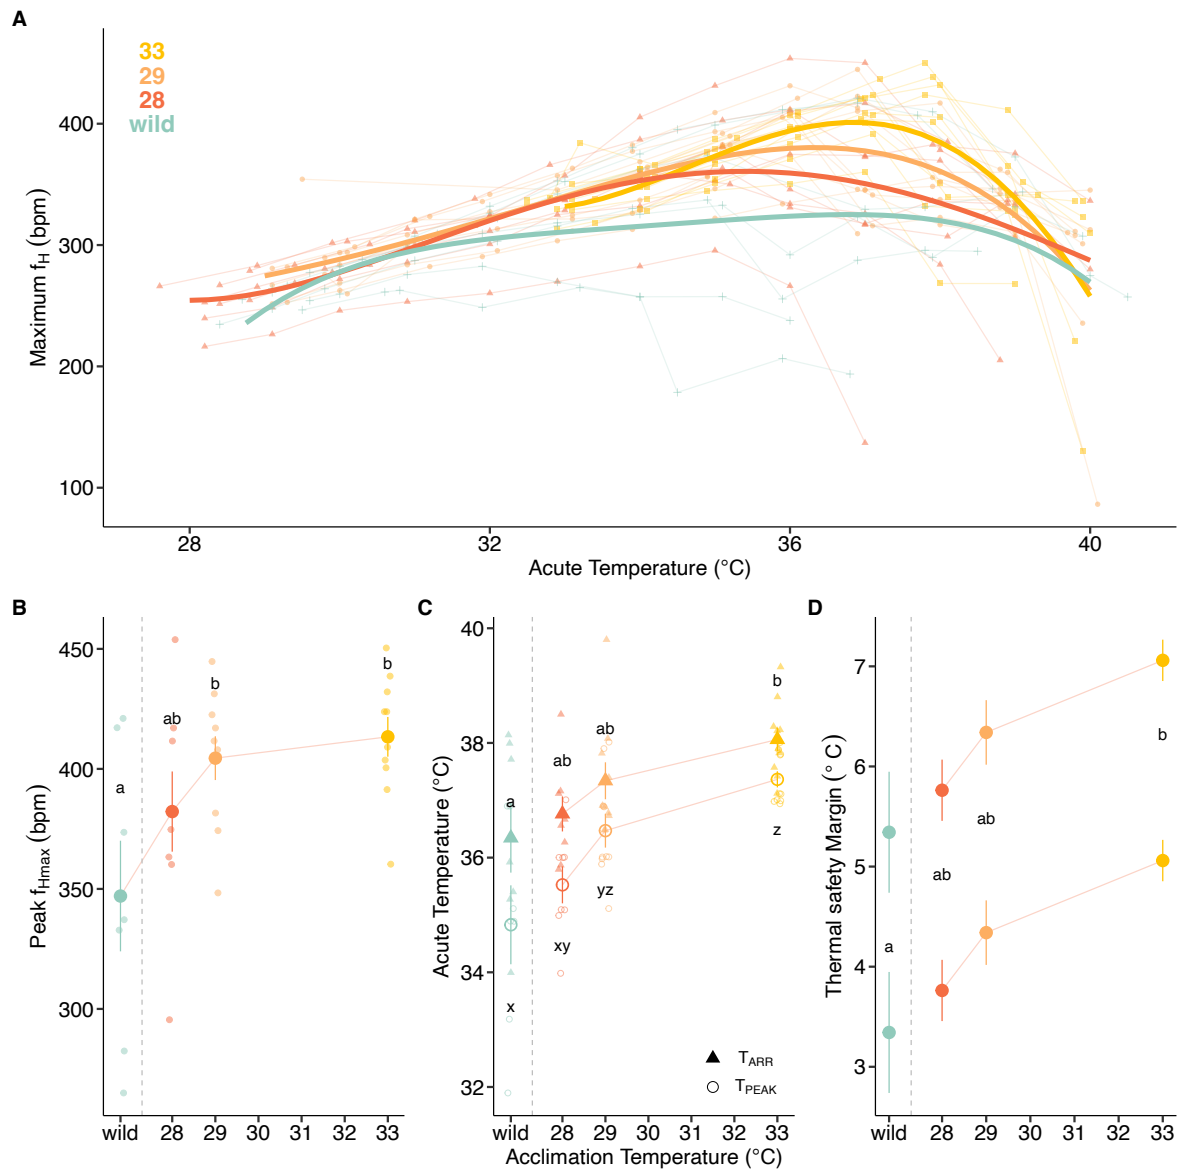 A
33
29
28
wild
400
300
200
100
Maximum fH (bpm)
28 32 36 40
Acute Temperature (°C)
B
450
400
350
300
Peak fHmax (bpm)
a
ab
b
b
wild 28 29 30 31 32 33
C
40
38
36
34
32
Acute Temperature (°C)
a
ab
ab
b
x
xy
yz
z
TARR
TPEAK
wild 28 29 30 31 32 33
Acclimation Temperature (°C)
D
7
6
5
4
3
Thermal safety Margin (° C)
a
ab
ab
b
wild 28 29 30 31 32 33